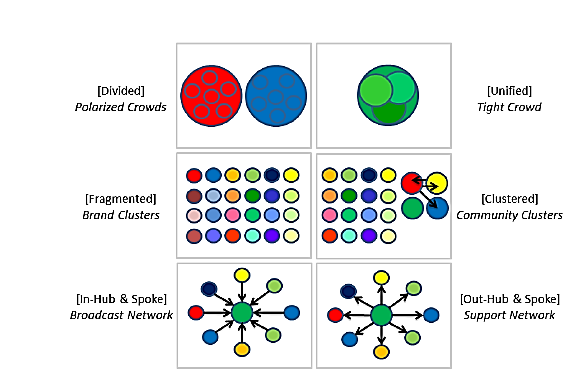 [Divided]
Polarized Crowds
[Unified]
Tight Crowd
[Fragmented]
Brand Clusters
[Clustered]
Community Clusters
[In-Hub & Spoke]
Broadcast Network
[Out-Hub & Spoke]
Support Network